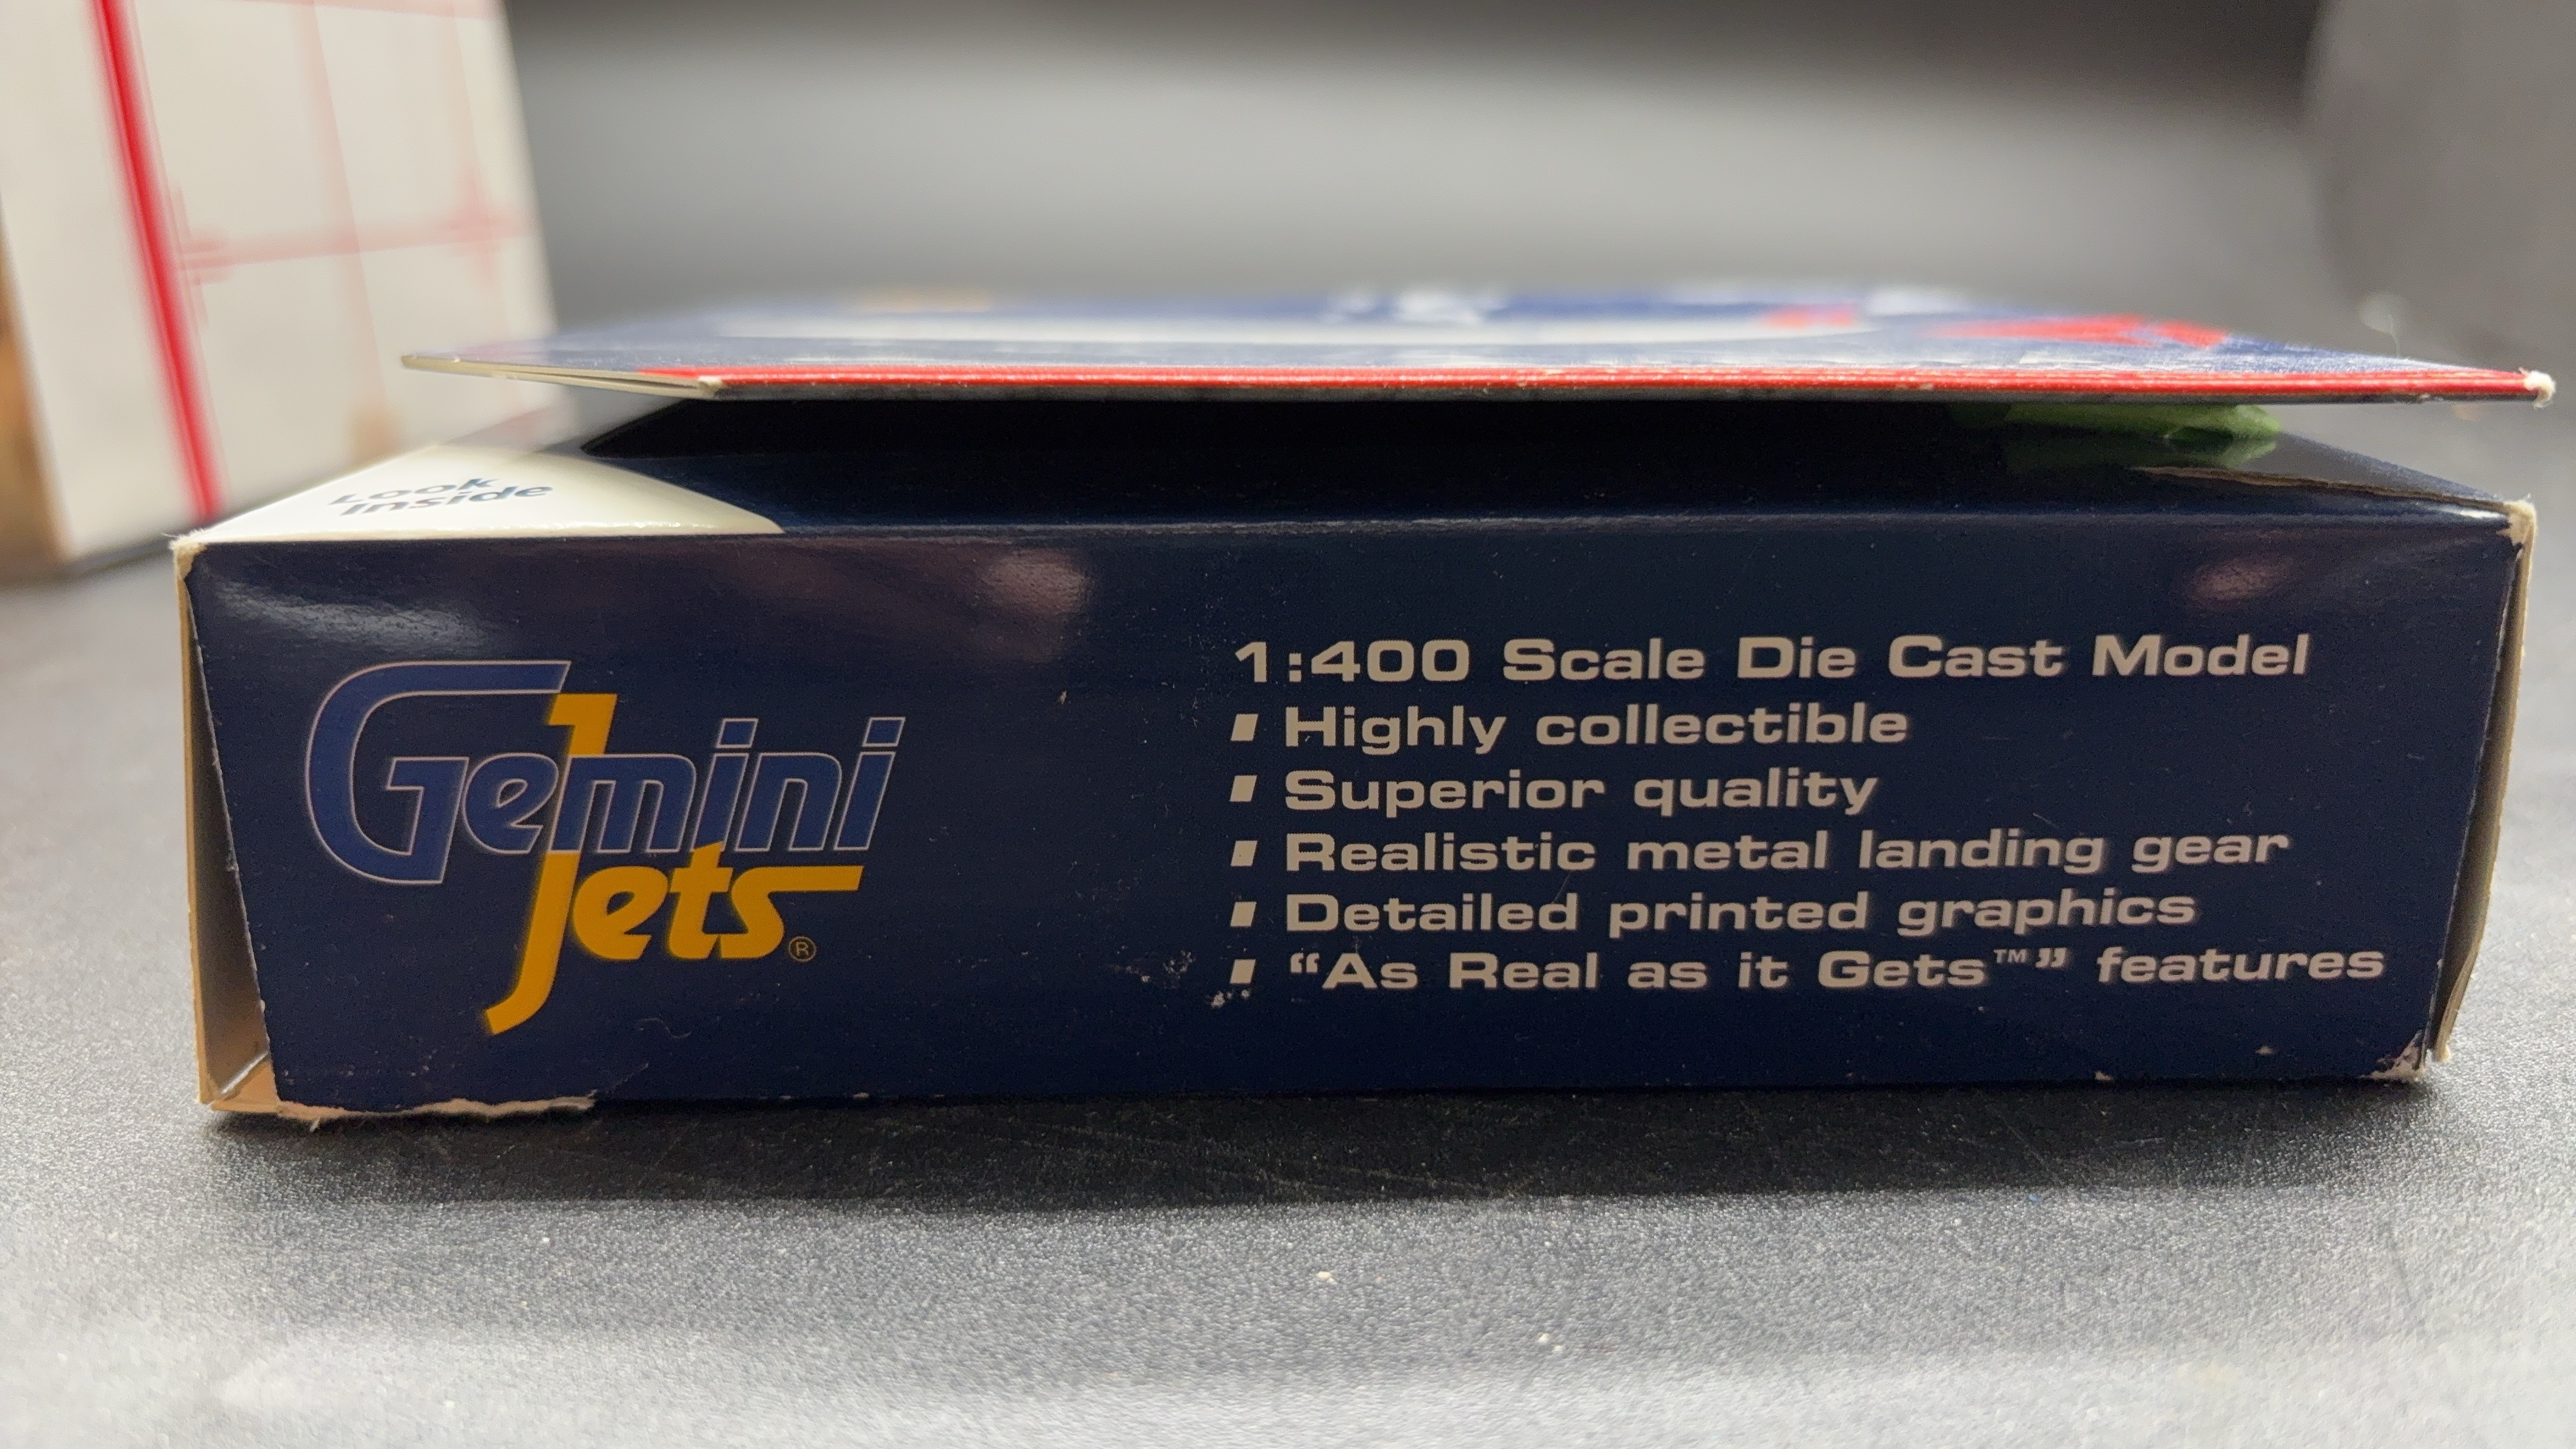 Look
Inside
Gemini
Jets®
1:400 Scale Die Cast Model
▪ Highly collectible
▪ Superior quality
▪ Realistic metal landing gear
▪ Detailed printed graphics
▪ “As Real as it Gets™” features